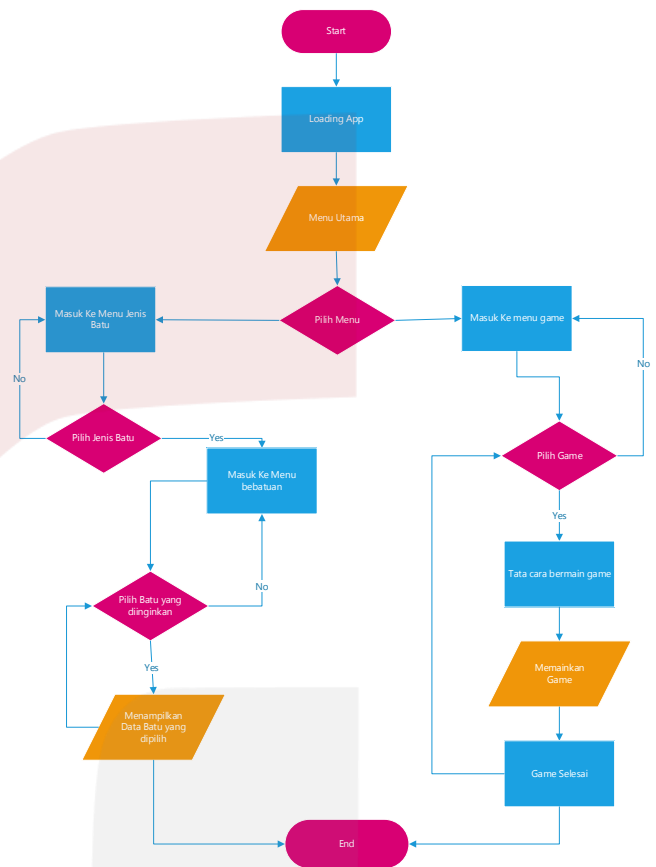 Start
Loading App
Menu Utama
Pilih Menu
Masuk Ke Menu Jenis
Batu
Masuk Ke menu game
No
No
Pilih Jenis Batu
Yes
Pilih Game
Masuk Ke Menu
bebatuan
Yes
Tata cara bermain game
No
Pilih Batu yang
diinginkan
Yes
Memainkan
Game
Menampilkan
Data Batu yang
dipilih
Game Selesai
End